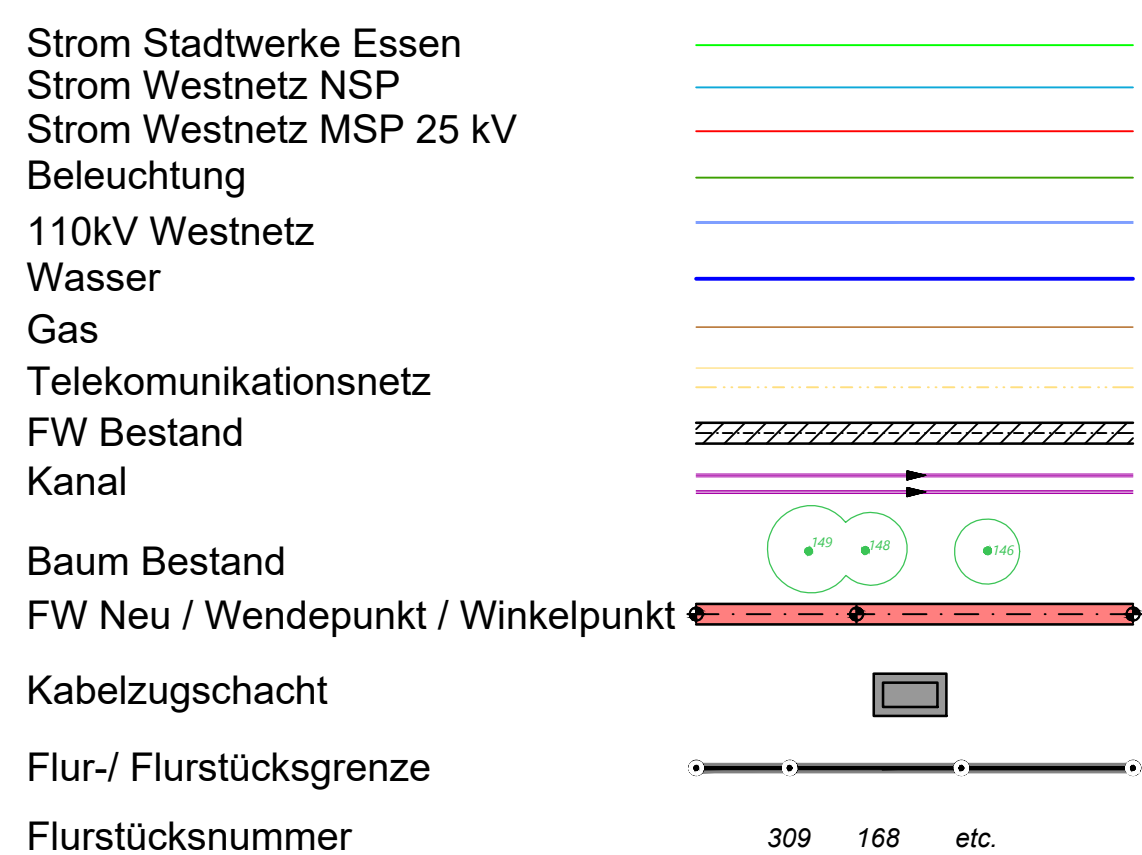 Strom Stadtwerke Essen
Strom Westnetz NSP
Strom Westnetz MSP 25 kV
Beleuchtung
110kV Westnetz
Wasser
Gas
Telekomunikationsnetz
FW Bestand
Kanal
Baum Bestand 149 148 146
FW Neu / Wendepunkt / Winkelpunkt
Kabelzugschacht
Flur-/ Flurstücksgrenze
Flurstücksnummer 309 168 etc.